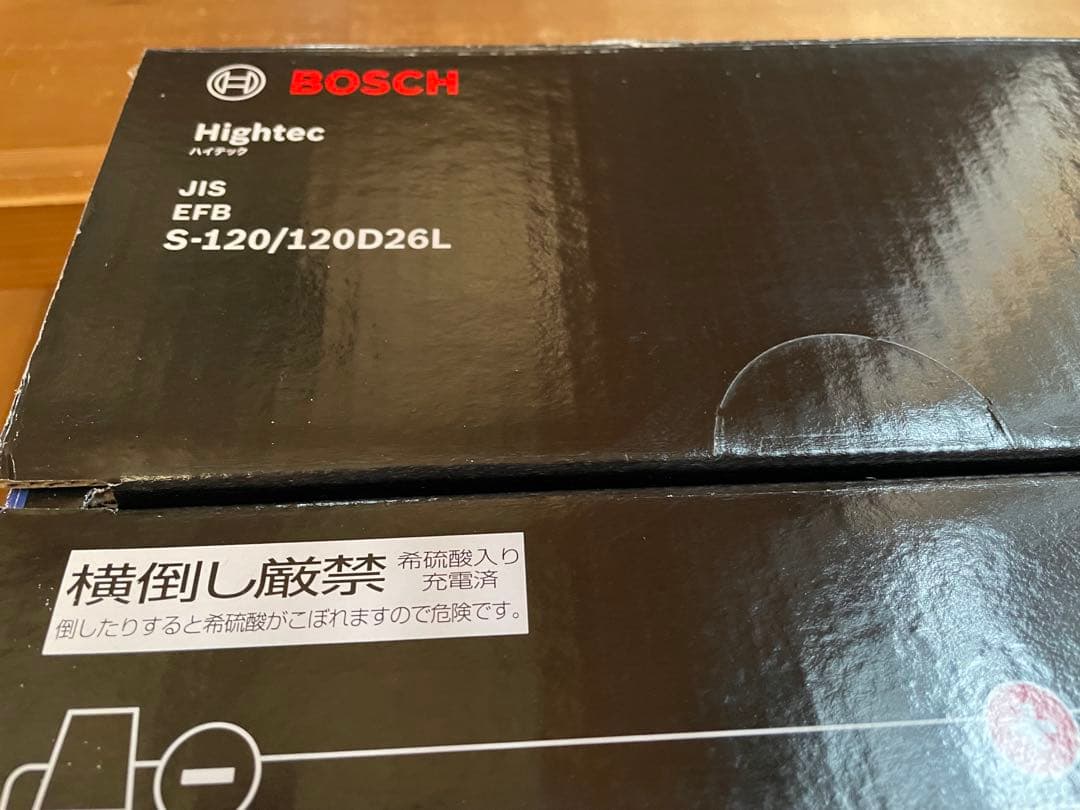 BOSCH
Hightec
ハイテック
JIS
EFB
S-120/120D26L
横倒し厳禁 希硫酸入り
充電済
倒したりすると希硫酸がこぼれますので危険です。